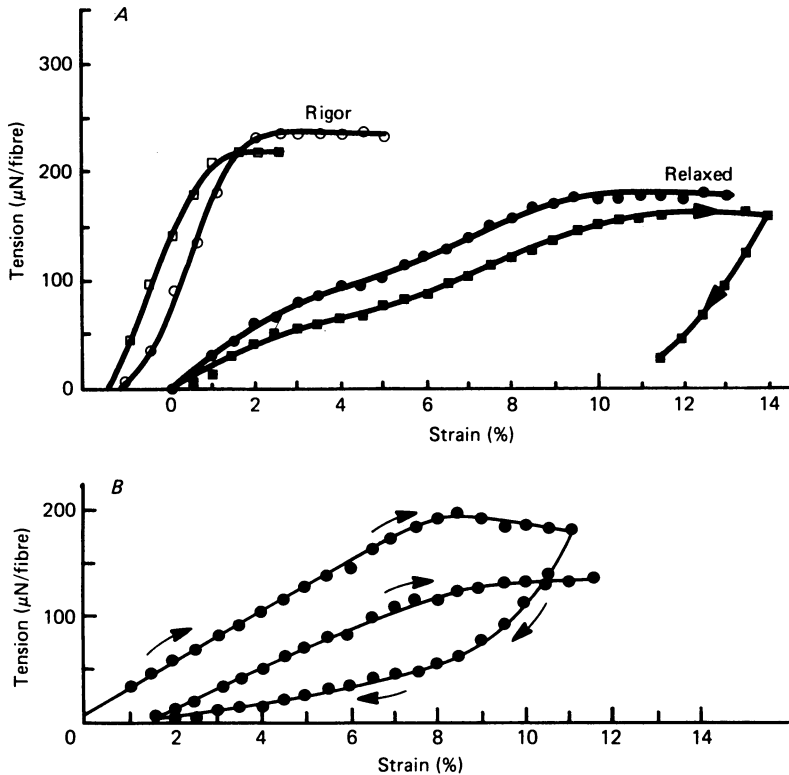 A
300
200
100
0
Tension (μN/fibre)
Rigor
Relaxed
0 2 4 6 8 10 12 14
Strain (%)
B
200
100
Tension (μN/fibre)
0 2 4 6 8 10 12 14
Strain (%)